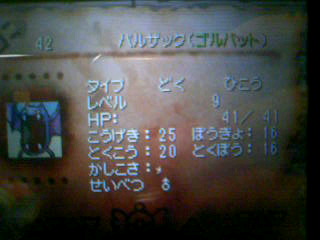 42 バルザック(ゴルバット)
タイプ どく ひこう
レベル 9
HP: 41/ 41
こうげき: 25 ぼうぎょ: 16
とくこう: 20 とくぼう: 16
かしこさ:
せいべつ ♂